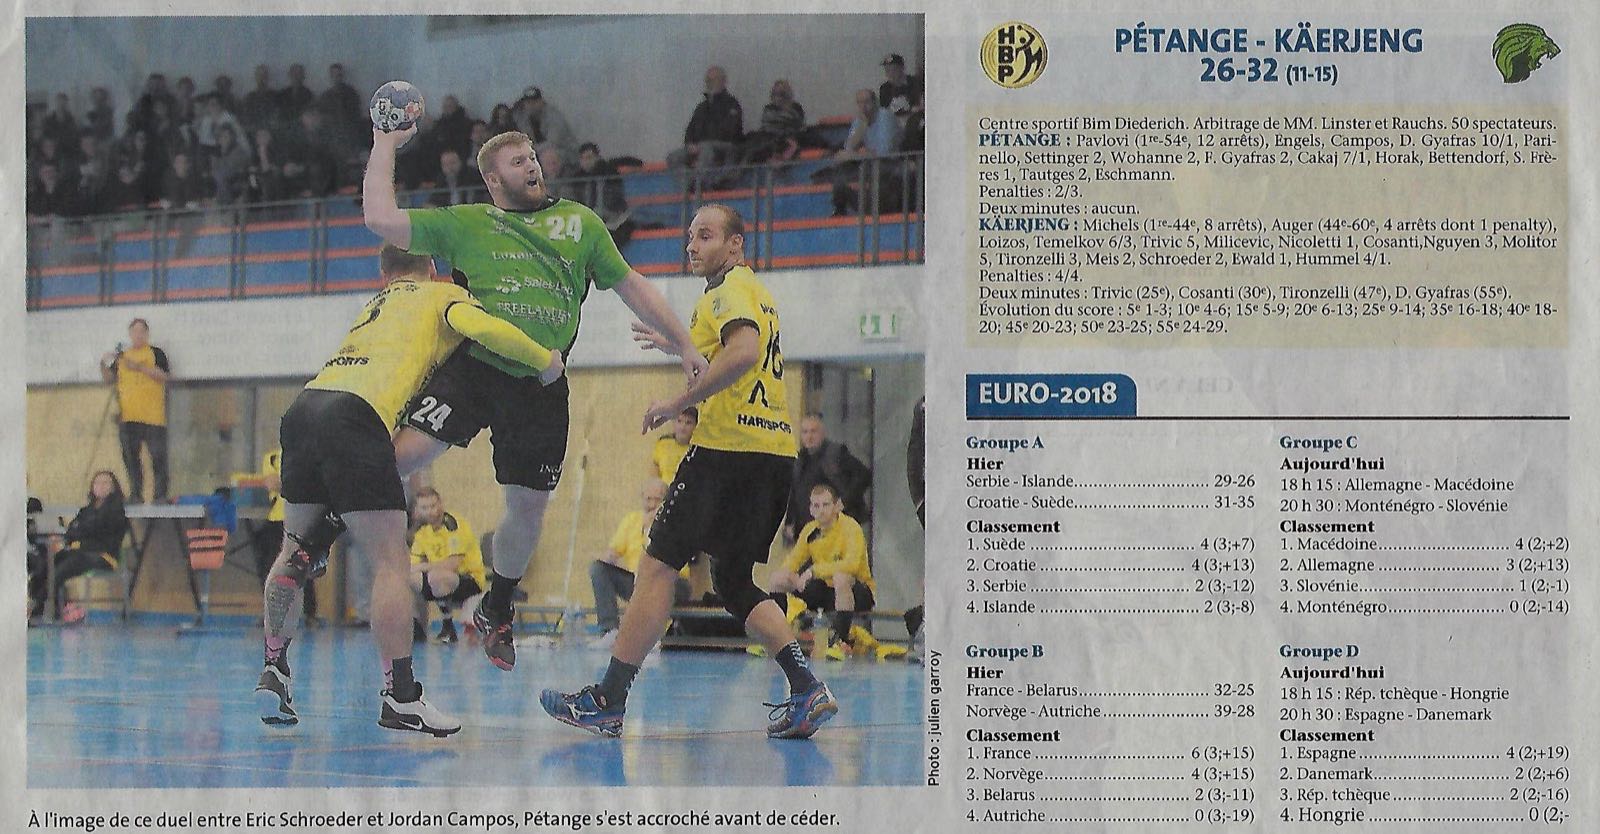 24
Luxair
Sales-Lentz
FREELANDER'S
24
SPORTS
16
HARTSPORTS
12
Photo : julien garroy
À l'image de ce duel entre Eric Schroeder et Jordan Campos, Pétange s'est accroché avant de céder.
HBP
PÉTANGE - KÄERJENG
26-32 (11-15)
Centre sportif Bim Diederich. Arbitrage de MM. Linster et Rauchs. 50 spectateurs.
PÉTANGE : Pavlovi (1re-54e, 12 arrêts), Engels, Campos, D. Gyafras 10/1, Pari-
nello, Settinger 2, Wohanne 2, F. Gyafras 2, Cakaj 7/1, Horak, Bettendorf, S. Frè-
res 1, Tautges 2, Eschmann.
Penalties : 2/3.
Deux minutes : aucun.
KÄERJENG : Michels (1re-44e, 8 arrêts), Auger (44e-60e, 4 arrêts dont 1 penalty),
Loizos, Temelkov 6/3, Trivic 5, Milicevic, Nicoletti 1, Cosanti,Nguyen 3, Molitor
5, Tironzelli 3, Meis 2, Schroeder 2, Ewald 1, Hummel 4/1.
Penalties : 4/4.
Deux minutes : Trivic (25e), Cosanti (30e), Tironzelli (47e), D. Gyafras (55e).
Évolution du score : 5e 1-3; 10e 4-6; 15e 5-9; 20e 6-13; 25e 9-14; 35e 16-18; 40e 18-
20; 45e 20-23; 50e 23-25; 55e 24-29.
EURO-2018
Groupe A
Hier
Serbie - Islande.............................. 29-26
Croatie - Suède.............................. 31-35
Classement
1. Suède .............................. 4 (3;+7)
2. Croatie .............................. 4 (3;+13)
3. Serbie .............................. 2 (3;-12)
4. Islande .............................. 2 (3;-8)
Groupe B
Hier
France - Belarus.............................. 32-25
Norvège - Autriche.............................. 39-28
Classement
1. France .............................. 6 (3;+15)
2. Norvège.............................. 4 (3;+15)
3. Belarus .............................. 2 (3;-11)
4. Autriche .............................. 0 (3;-19)
Groupe C
Aujourd'hui
18 h 15 : Allemagne - Macédoine
20 h 30 : Monténégro - Slovénie
Classement
1. Macédoine.............................. 4 (2;+2)
2. Allemagne .............................. 3 (2;+13)
3. Slovénie.............................. 1 (2;-1)
4. Monténégro.............................. 0 (2;-14)
Groupe D
Aujourd'hui
18 h 15 : Rép. tchèque - Hongrie
20 h 30 : Espagne - Danemark
Classement
1. Espagne .............................. 4 (2;+19)
2. Danemark.............................. 2 (2;+6)
3. Rép. tchèque .............................. 2 (2;-16)
4. Hongrie .............................. 0 (2;-